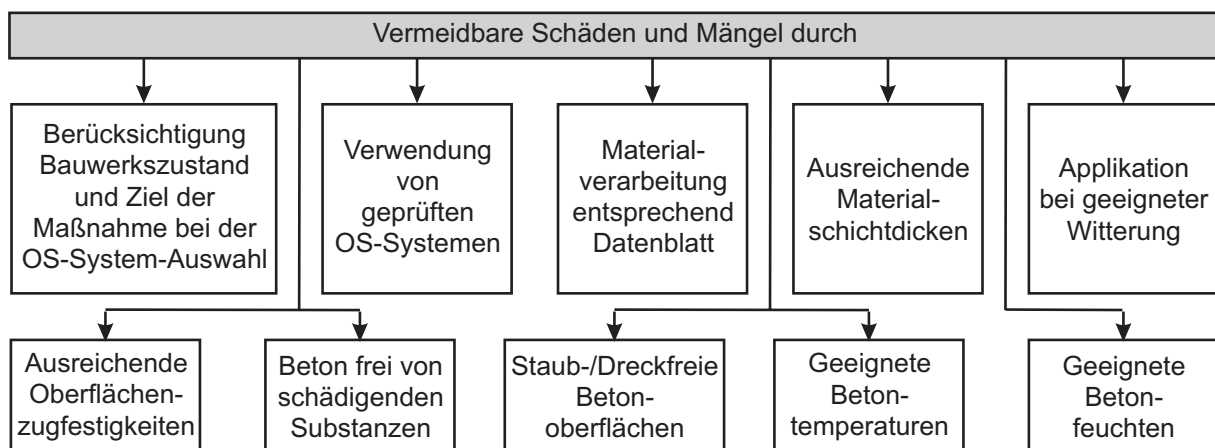 Vermeidbare Schäden und Mängel durch
Berücksichtigung
Bauwerkszustand
und Ziel der
Maßnahme bei der
OS-System-Auswahl
Verwendung
von
geprüften
OS-Systemen
Material-
verarbeitung
entsprechend
Datenblatt
Ausreichende
Material-
schichtdicken
Applikation
bei geeigneter
Witterung
Ausreichende
Oberflächen-
zugfestigkeiten
Beton frei von
schädigenden
Substanzen
Staub-/Dreckfreie
Beton-
oberflächen
Geeignete
Beton-
temperaturen
Geeignete
Beton-
feuchten